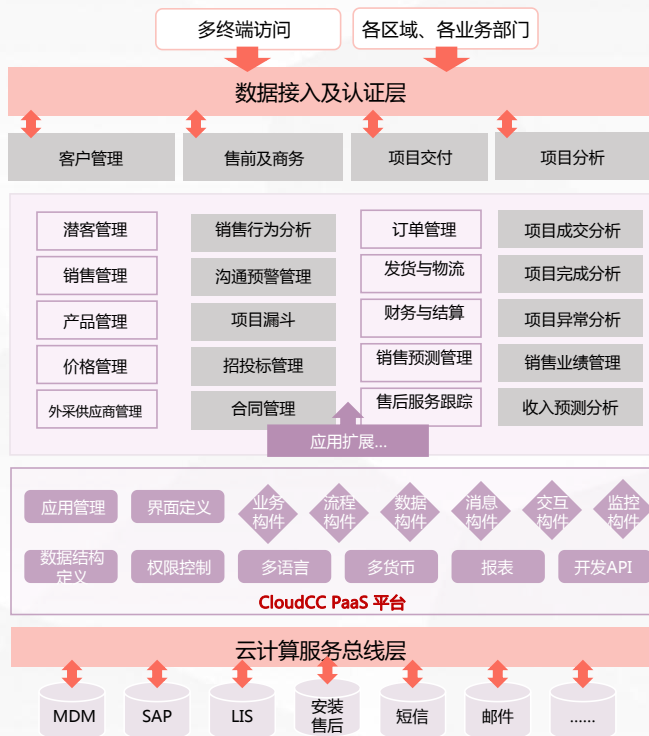 多终端访问
各区域、各业务部门
数据接入及认证层
客户管理
售前及商务
项目交付
项目分析
潜客管理
销售行为分析
订单管理
项目成交分析
销售管理
沟通预警管理
发货与物流
项目完成分析
产品管理
项目漏斗
财务与结算
项目异常分析
价格管理
招投标管理
销售预测管理
销售业绩管理
外采供应商管理
合同管理
售后服务跟踪
收入预测分析
应用扩展...
应用管理
界面定义
业务
构件
流程
构件
数据
构件
消息
构件
交互
构件
监控
构件
数据结构
定义
权限控制
多语言
多货币
报表
开发API
CloudCC PaaS 平台
云计算服务总线层
MDM
SAP
LIS
安装
售后
短信
邮件
......